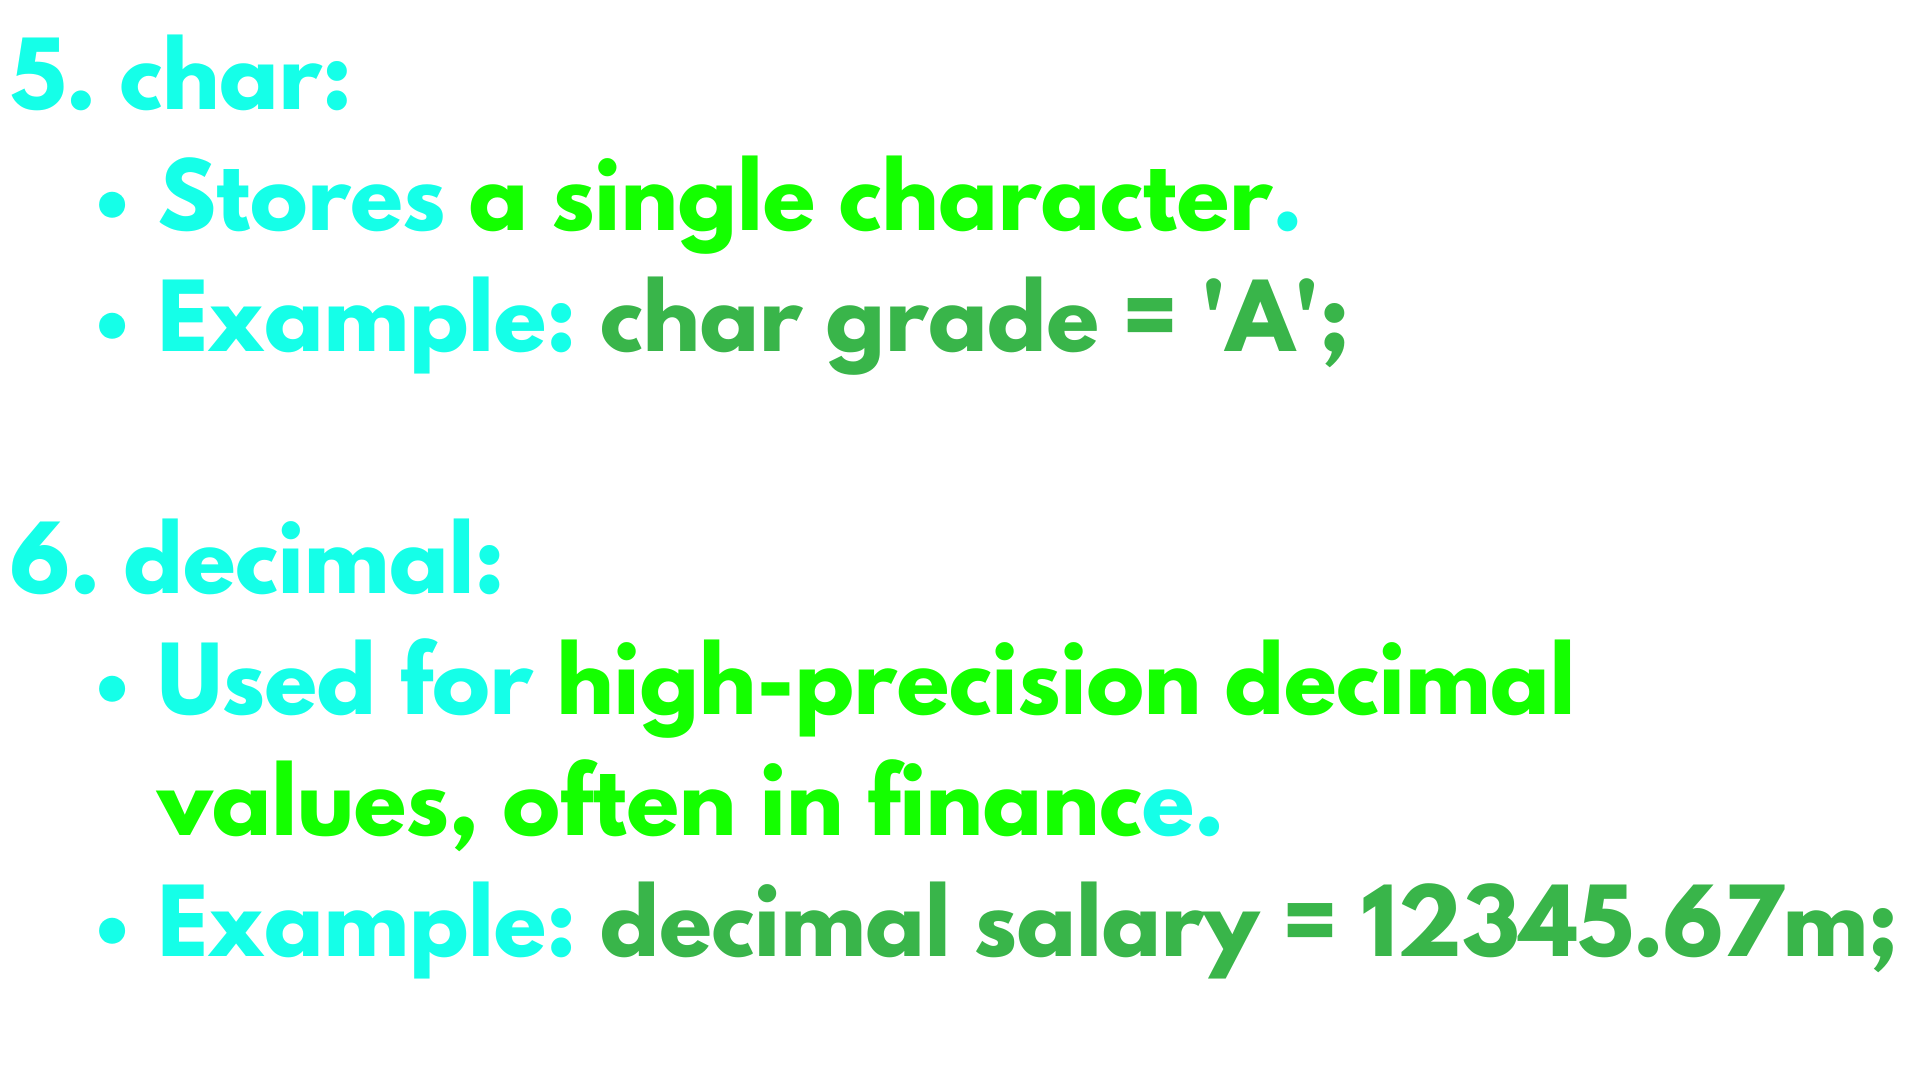 5. char:
• Stores a single character.
• Example: char grade = 'A';
6. decimal:
• Used for high-precision decimal
values, often in finance.
• Example: decimal salary = 12345.67m;